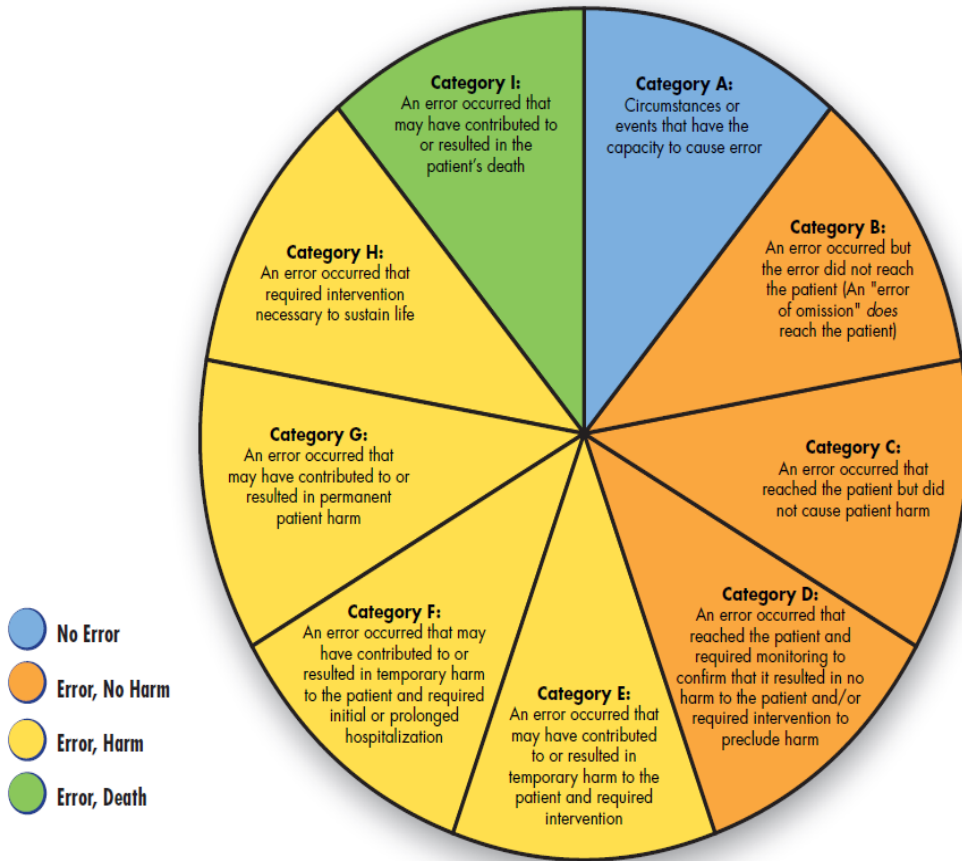 Category I:
An error occurred that
may have contributed to
or resulted in the
patient's death
Category A:
Circumstances or
events that have the
capacity to cause error
Category B:
An error occurred but
the error did not reach
the patient (An "error
of omission" does
reach the patient)
Category H:
An error occurred that
required intervention
necessary to sustain life
Category G:
An error occurred that
may have contributed to or
resulted in permanent
patient harm
Category C:
An error occurred that
reached the patient but did
not cause patient harm
Category D:
An error occurred that
reached the patient and
required monitoring to
confirm that it resulted in no
harm to the patient and/or
required intervention to
preclude harm
Category F:
An error occurred that may
have contributed to or
resulted in temporary harm
to the patient and required
initial or prolonged
hospitalization
Category E:
An error occurred that
may have contributed
to or resulted in
temporary harm to the
patient and required
intervention
No Error
Error, No Harm
Error, Harm
Error, Death